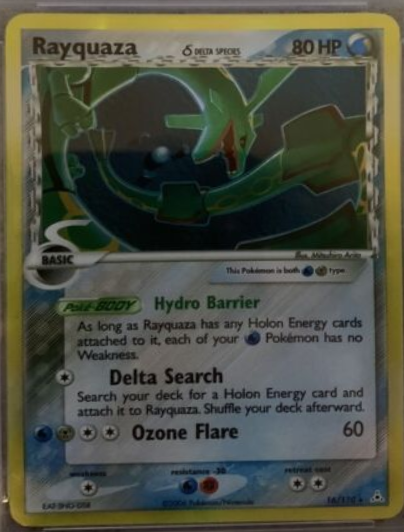 Rayquaza δ DELTA SPECIES 80 HP
Illus. Mitsuhiro Arita
BASIC
This Pokémon is both type.
Poké-BODY Hydro Barrier
As long as Rayquaza has any Holon Energy cards
attached to it, each of your Pokémon has no
Weakness.
Delta Search
Search your deck for a Holon Energy card and
attach it to Rayquaza. Shuffle your deck afterward.
Ozone Flare 60
weakness resistance -30 retreat cost
©2006 Pokémon/Nintendo 16/110